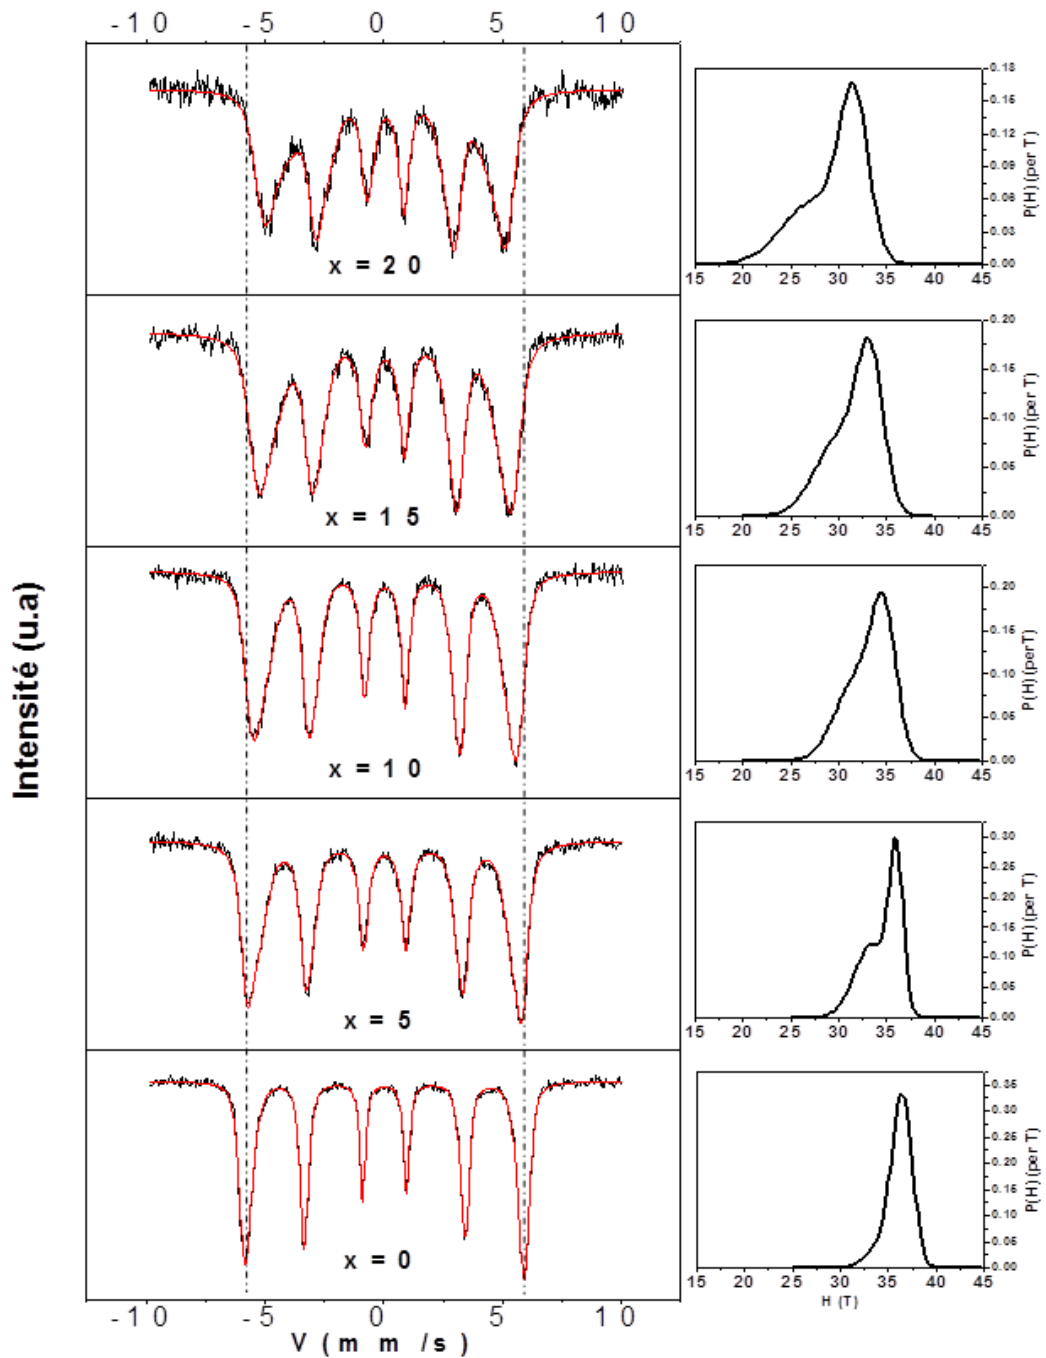 -10 -5 0 5 10
x = 20
0.18
0.15
0.12
0.09
0.06
0.03
0.00
P(H) (per T)
15 20 25 30 35 40 45
x = 15
0.20
0.15
0.10
0.05
0.00
P(H) (per T)
15 20 25 30 35 40 45
Intensité (u.a)
x = 10
0.20
0.15
0.10
0.05
0.00
P(H) (per T)
15 20 25 30 35 40 45
x = 5
0.30
0.25
0.20
0.15
0.10
0.05
0.00
P(H) (per T)
15 20 25 30 35 40 45
x = 0
0.35
0.30
0.25
0.20
0.15
0.10
0.05
0.00
P(H) (per T)
15 20 25 30 35 40 45
H (T)
-10 -5 0 5 10
V (mm/s)